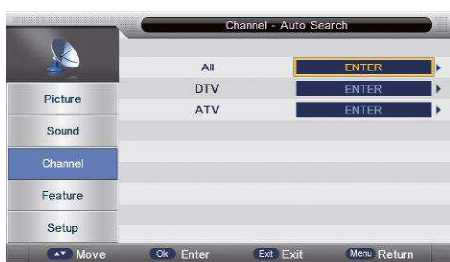 Channel - Auto Search
All ENTER
DTV ENTER
ATV ENTER
Picture
Sound
Channel
Feature
Setup
Move Ok Enter Exit Exit Menu Return